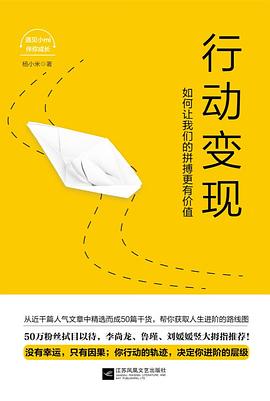 遇见小mi
伴你成长
杨小米 著
行动变现
如何让我们的拼搏更有价值
从近千篇人气文章中精选而成50篇干货，帮你获取人生进阶的路线图
50万粉丝拭目以待，李尚龙、鲁瑾、刘媛媛竖大拇指推荐！
没有幸运，只有因果；你行动的轨迹，决定你进阶的层级
江苏凤凰文艺出版社